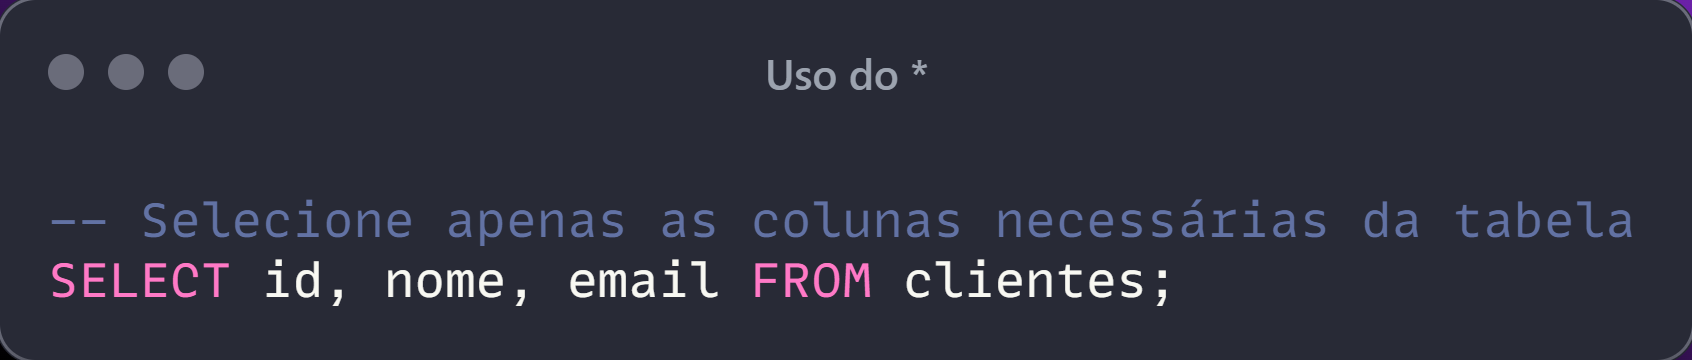 Uso do *
-- Selecione apenas as colunas necessárias da tabela
SELECT id, nome, email FROM clientes;